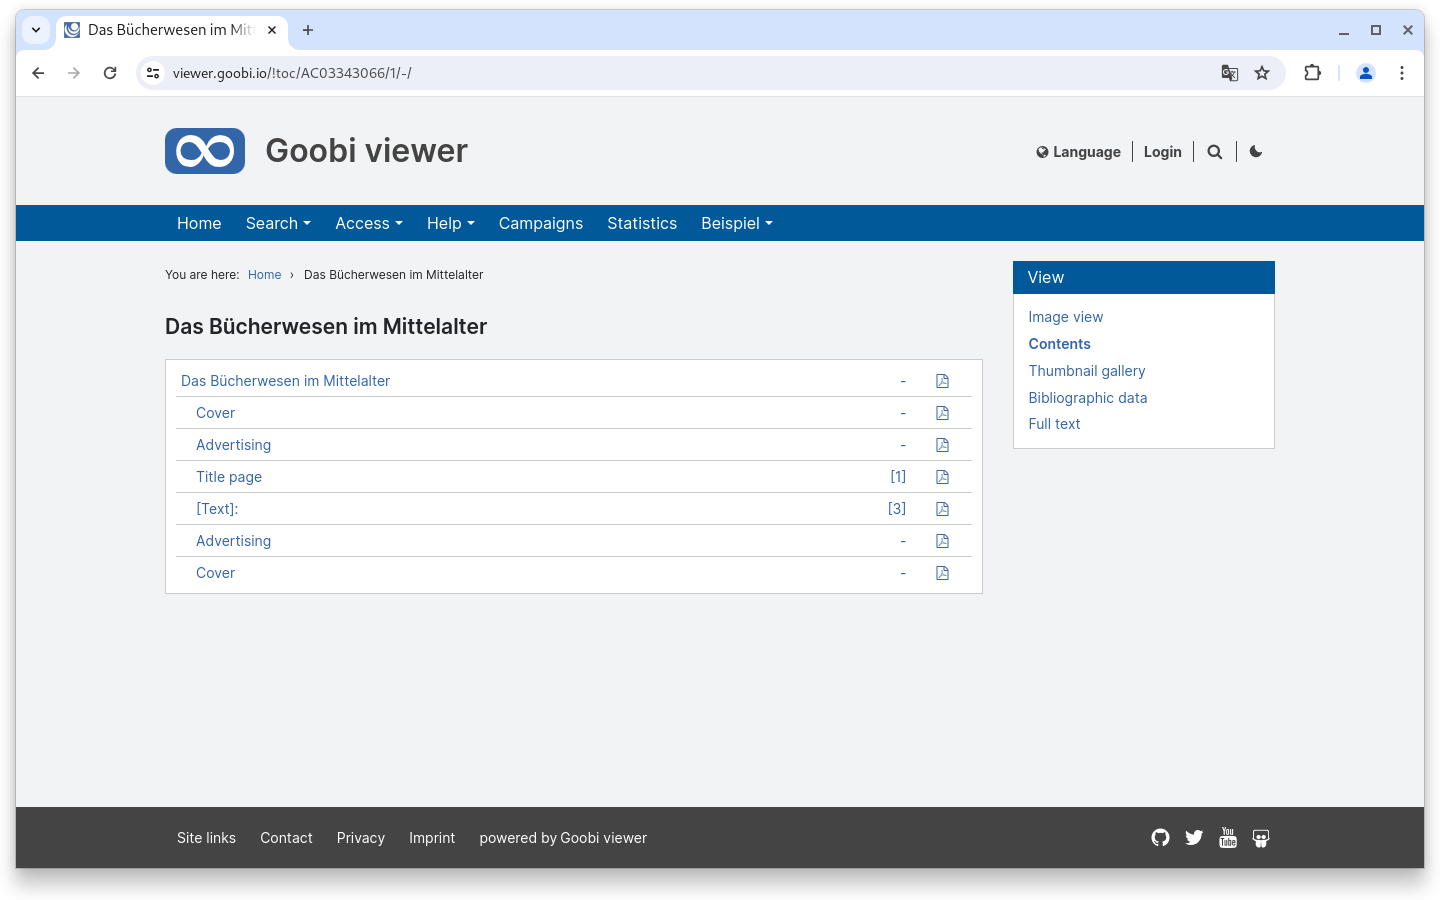 Das Bücherwesen im Mit
viewer.goobi.io/!toc/AC03343066/1/-/
Goobi viewer
Language Login
Home Search Access Help Campaigns Statistics Beispiel
You are here: Home › Das Bücherwesen im Mittelalter
Das Bücherwesen im Mittelalter
Das Bücherwesen im Mittelalter -
Cover -
Advertising -
Title page [1]
[Text]: [3]
Advertising -
Cover -
View
Image view
Contents
Thumbnail gallery
Bibliographic data
Full text
Site links Contact Privacy Imprint powered by Goobi viewer
You
Tube